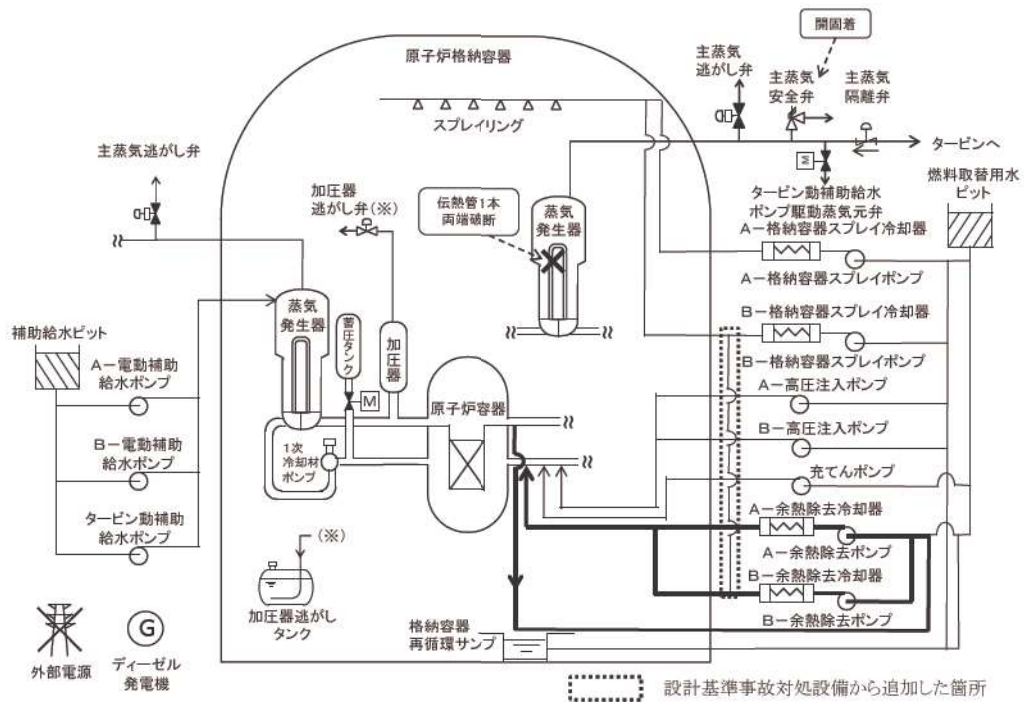 開固着
原子炉格納容器
スプレイリング
主蒸気
逃がし弁
主蒸気
安全弁
主蒸気
隔離弁
タービンへ
M
タービン動補助給水
ポンプ駆動蒸気元弁
燃料取替用水
ピット
主蒸気逃がし弁
加圧器
逃がし弁(※)
伝熱管1本
両端破断
蒸気
発生器
A-格納容器スプレイ冷却器
A-格納容器スプレイポンプ
B-格納容器スプレイ冷却器
B-格納容器スプレイポンプ
A-高圧注入ポンプ
B-高圧注入ポンプ
充てんポンプ
A-余熱除去冷却器
A-余熱除去ポンプ
B-余熱除去冷却器
B-余熱除去ポンプ
蒸気
発生器
蓄圧タンク
加圧器
M
原子炉容器
1次
冷却材
ポンプ
補助給水ピット
A-電動補助
給水ポンプ
B-電動補助
給水ポンプ
タービン動補助
給水ポンプ
(※)
加圧器逃がし
タンク
格納容器
再循環サンプ
外部電源
G
ディーゼル
発電機
設計基準事故対処設備から追加した箇所